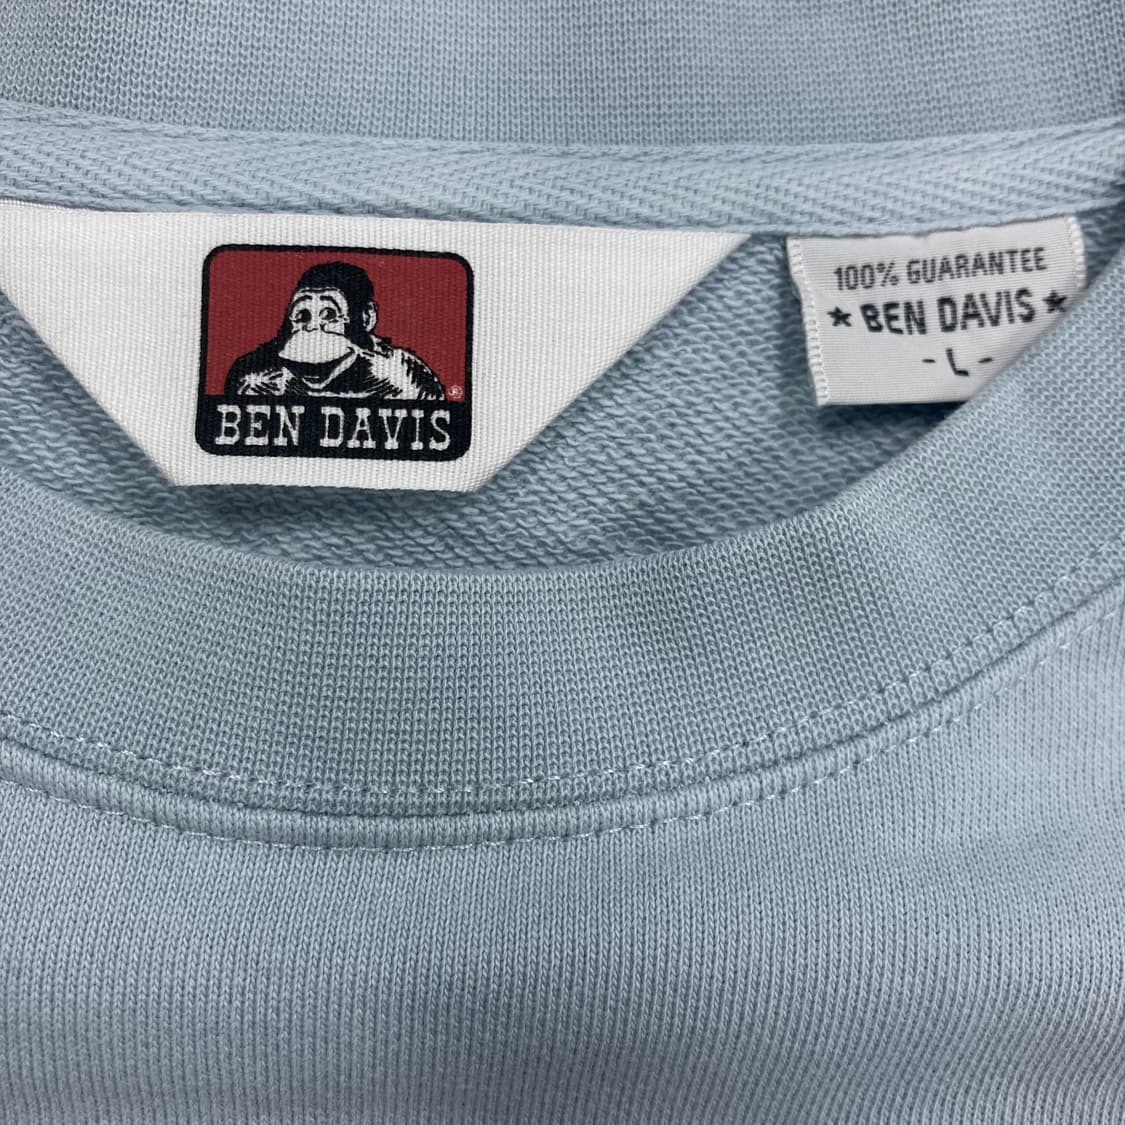 BEN DAVIS
®
100% GUARANTEE
★ BEN DAVIS ★
- L -